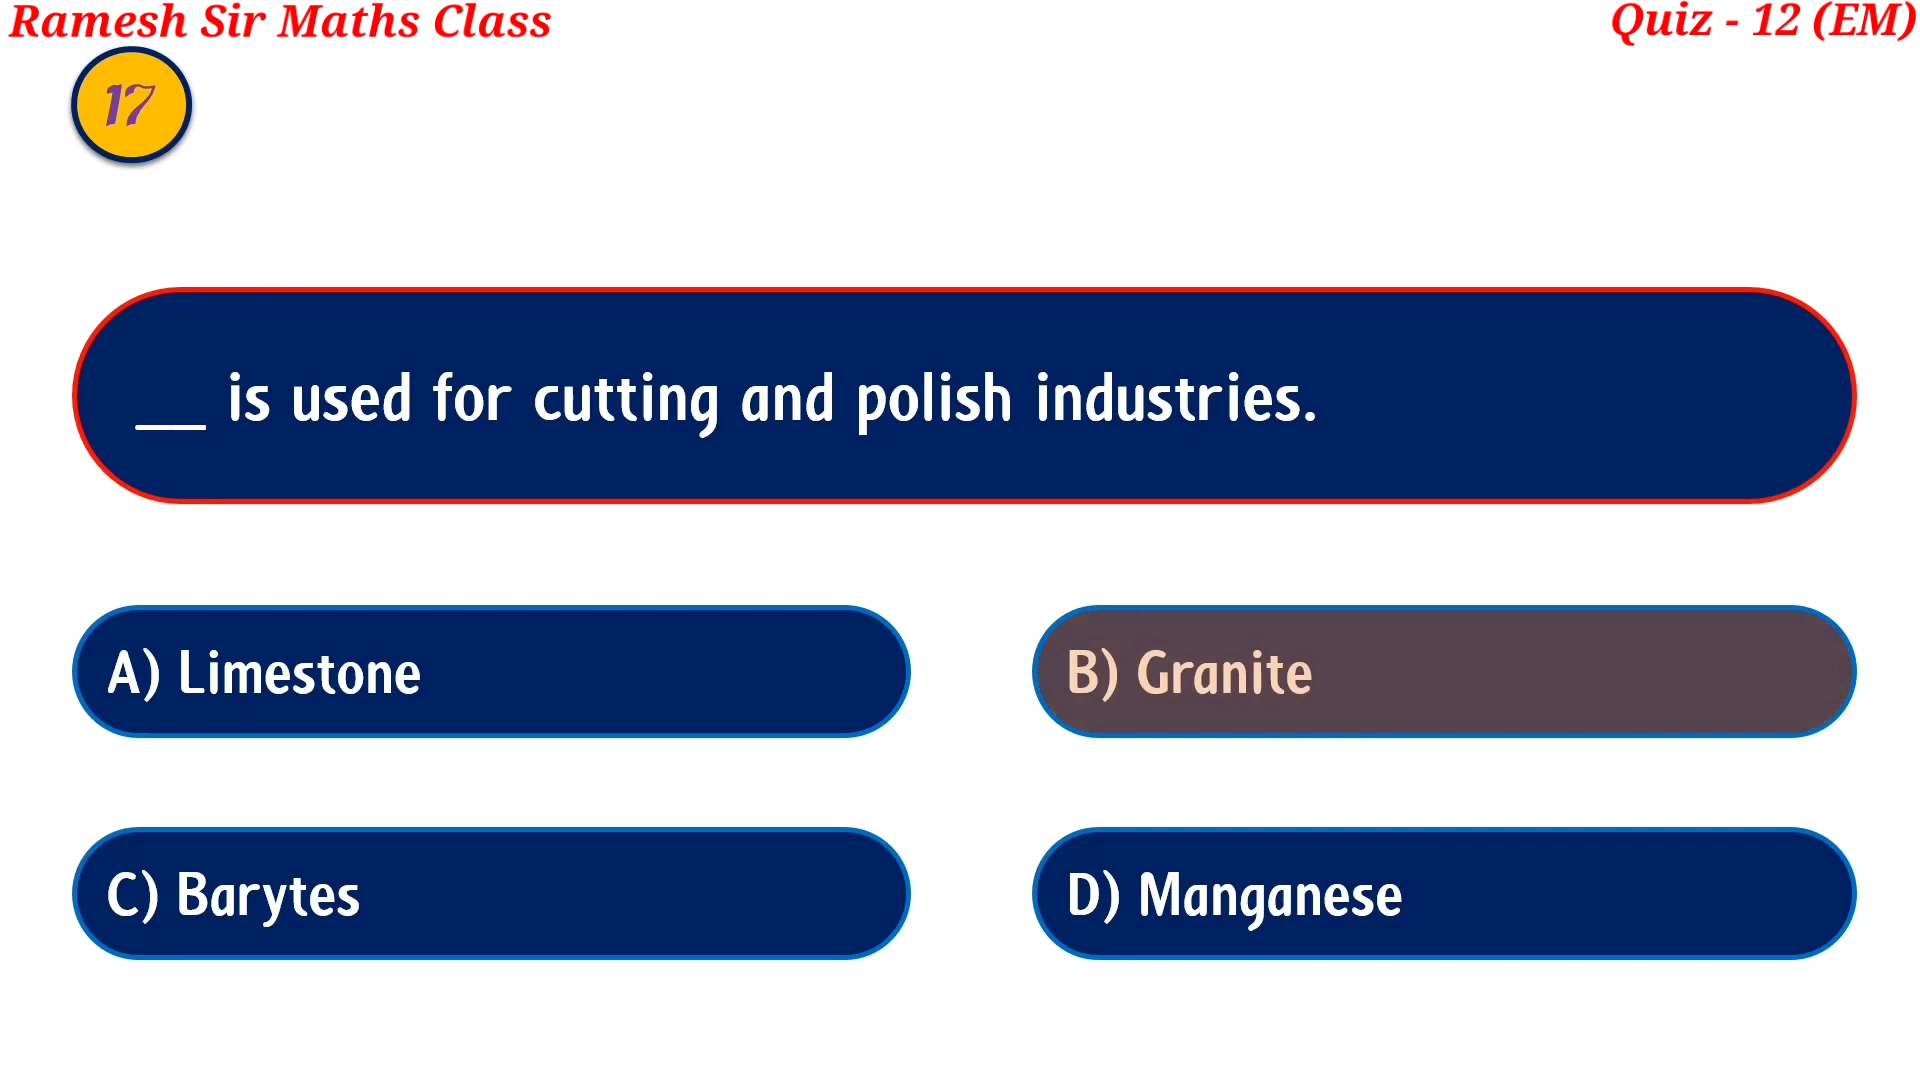 Ramesh Sir Maths Class
Quiz - 12 (EM)
17
__ is used for cutting and polish industries.
A) Limestone
B) Granite
C) Barytes
D) Manganese